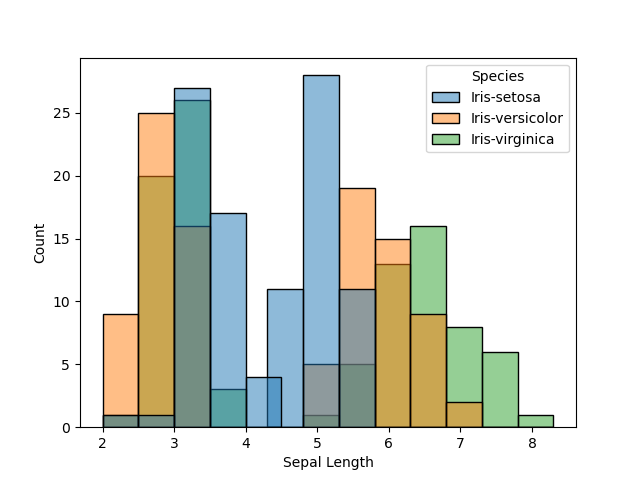 Species
Iris-setosa
Iris-versicolor
Iris-virginica
25
20
15
10
5
0
Count
2 3 4 5 6 7 8
Sepal Length